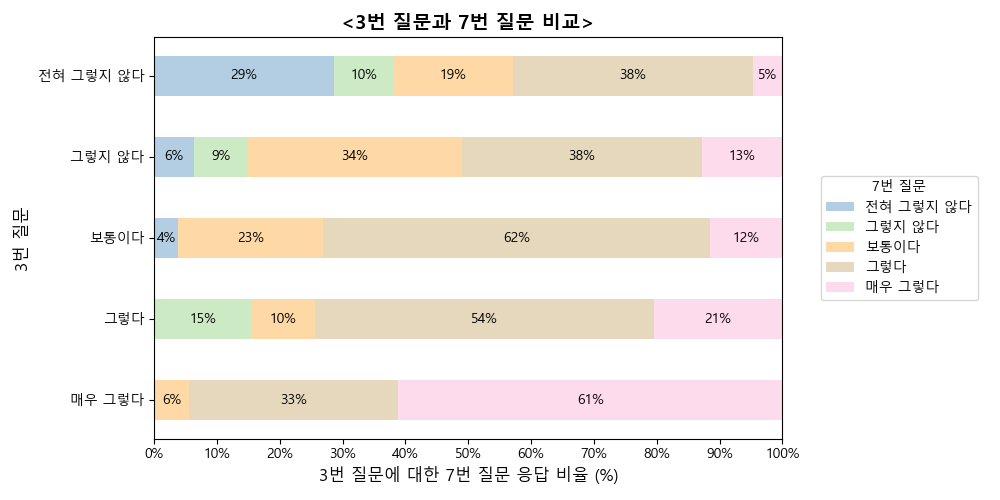 <3번 질문과 7번 질문 비교>
전혀 그렇지 않다
29% 10% 19% 38% 5%
그렇지 않다
6% 9% 34% 38% 13%
보통이다
4% 23% 62% 12%
그렇다
15% 10% 54% 21%
매우 그렇다
6% 33% 61%
3번 질문
0% 10% 20% 30% 40% 50% 60% 70% 80% 90% 100%
3번 질문에 대한 7번 질문 응답 비율 (%)
7번 질문
전혀 그렇지 않다
그렇지 않다
보통이다
그렇다
매우 그렇다